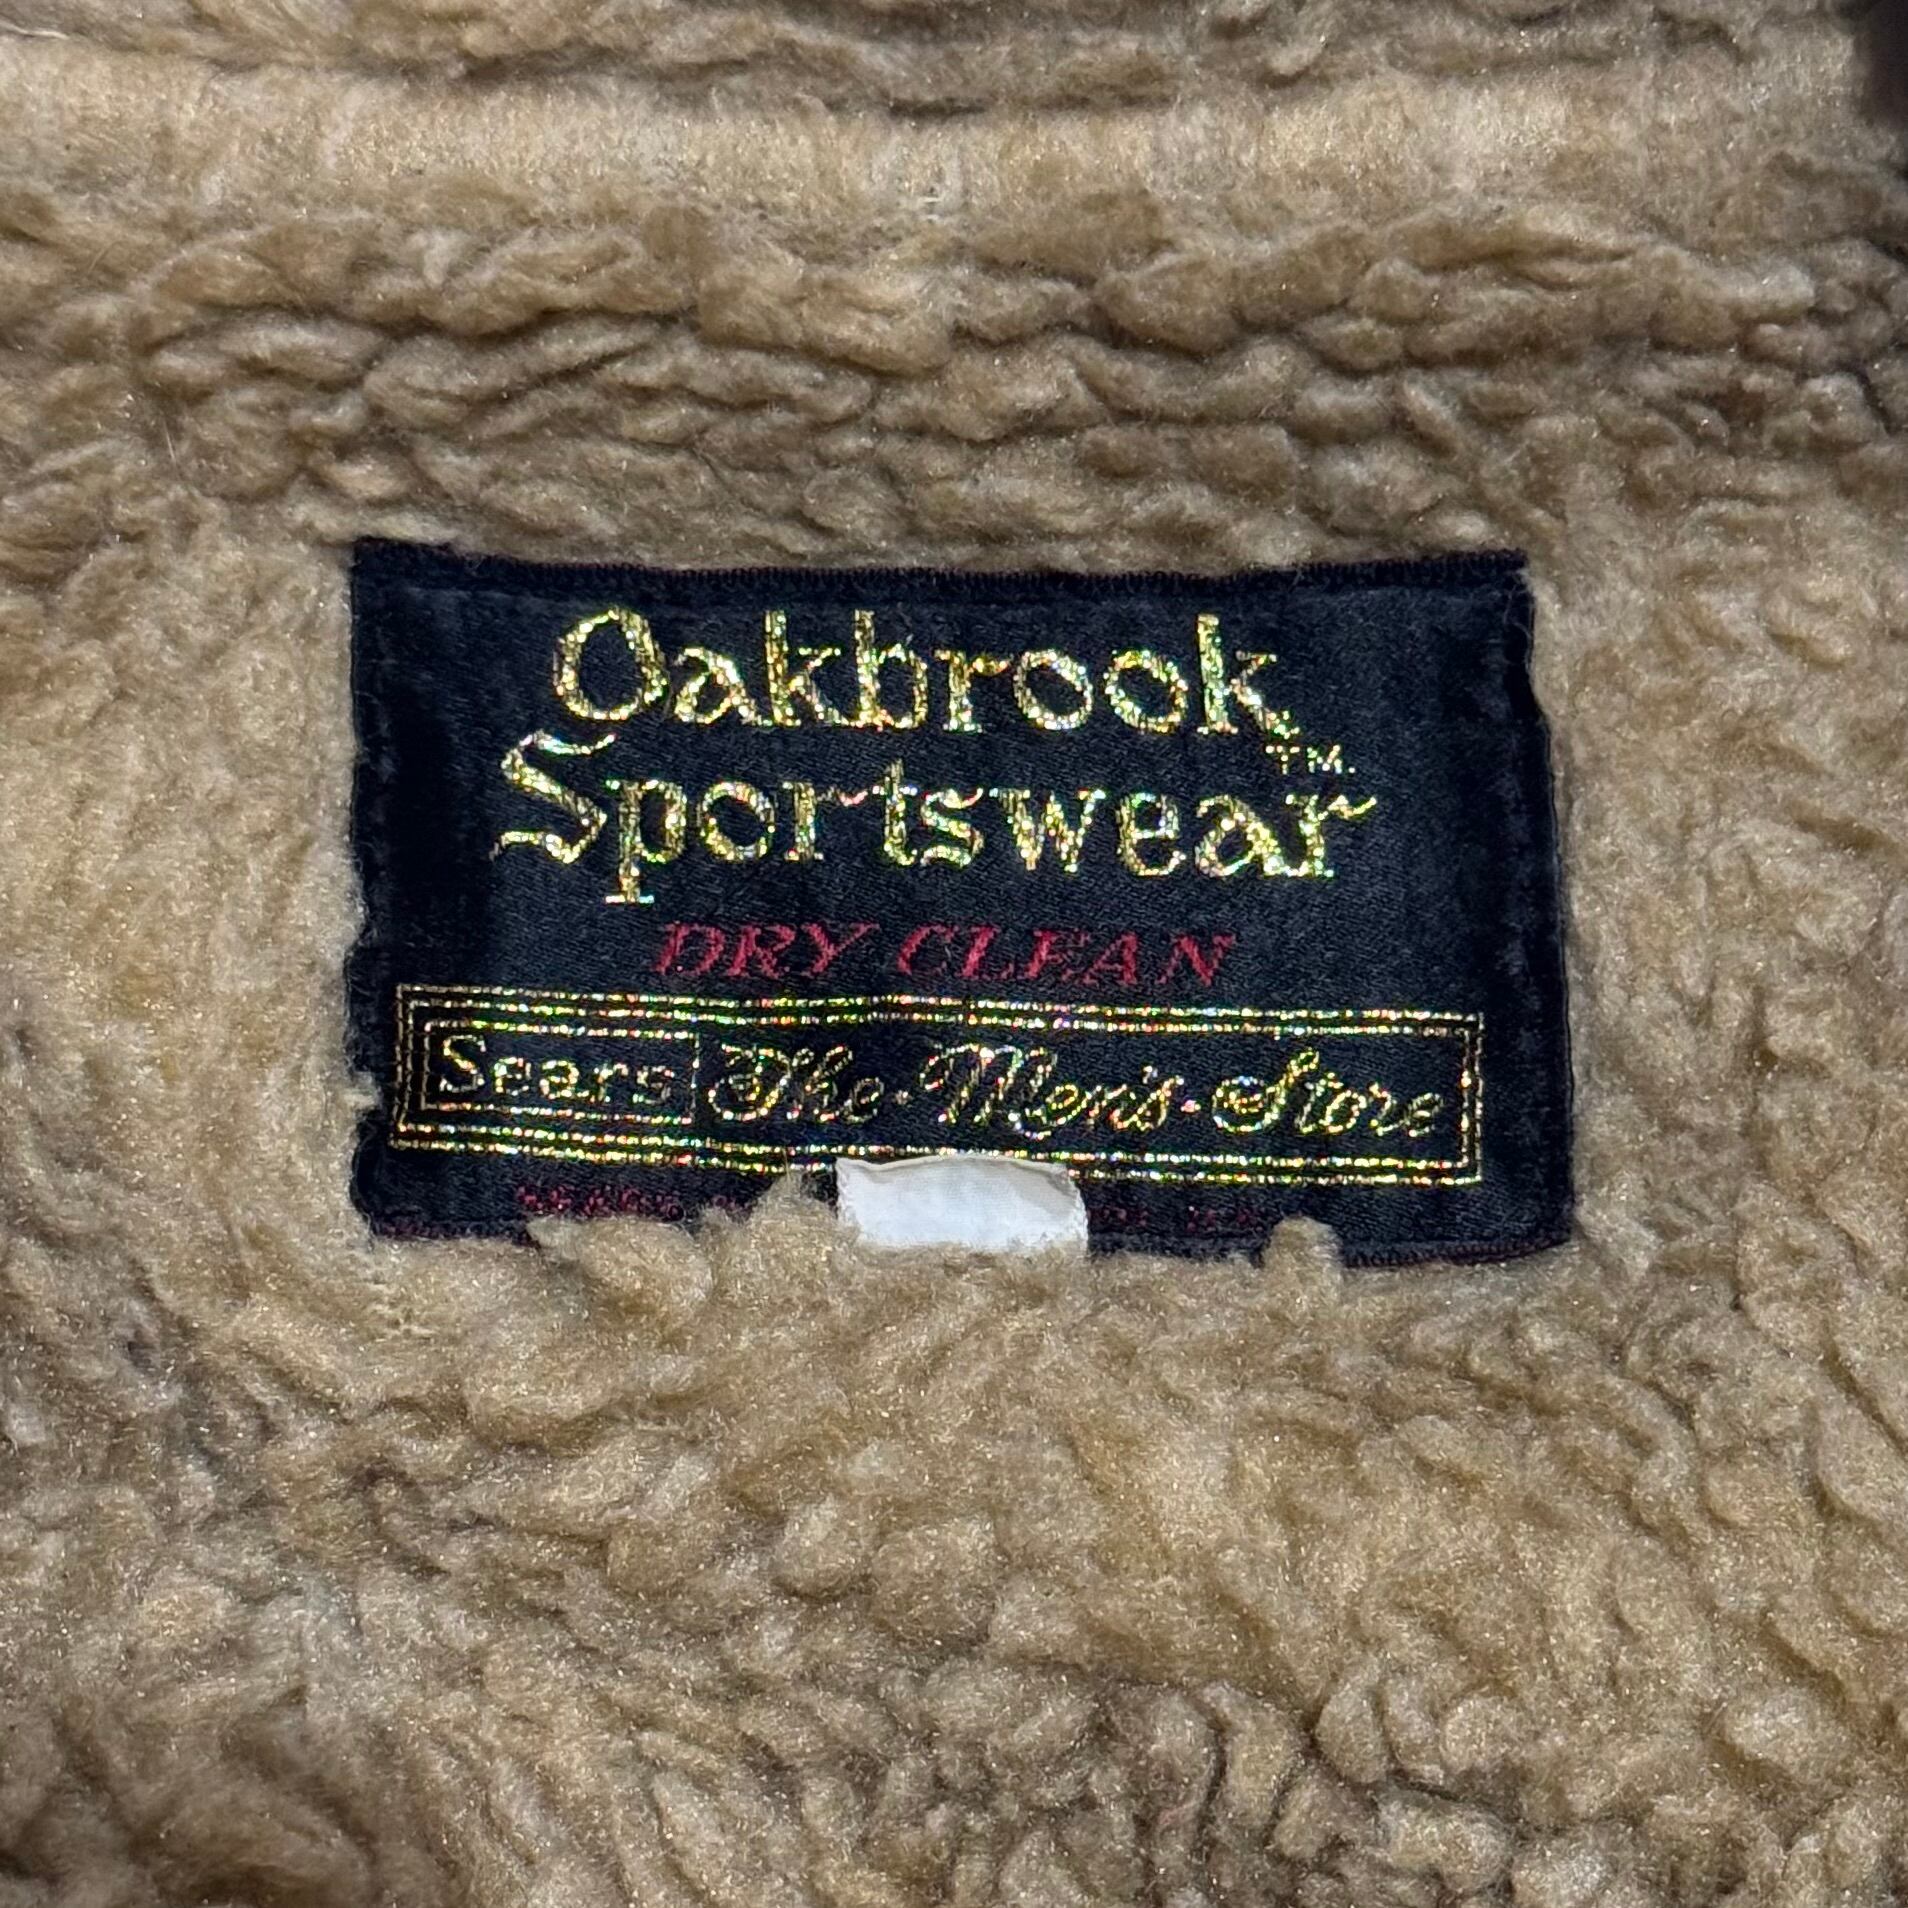 Oakbrook
TM.
Sportswear
DRY CLEAN
Sears The·Men's·Store